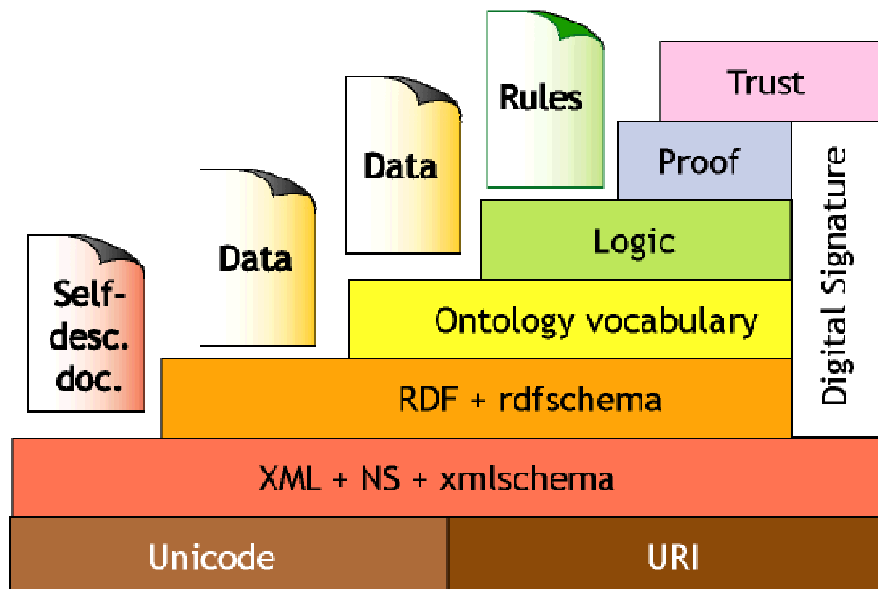 Rules
Trust
Data
Proof
Data
Logic
Self-
desc.
doc.
Ontology vocabulary
Digital Signature
RDF + rdfschema
XML + NS + xmlschema
Unicode
URI